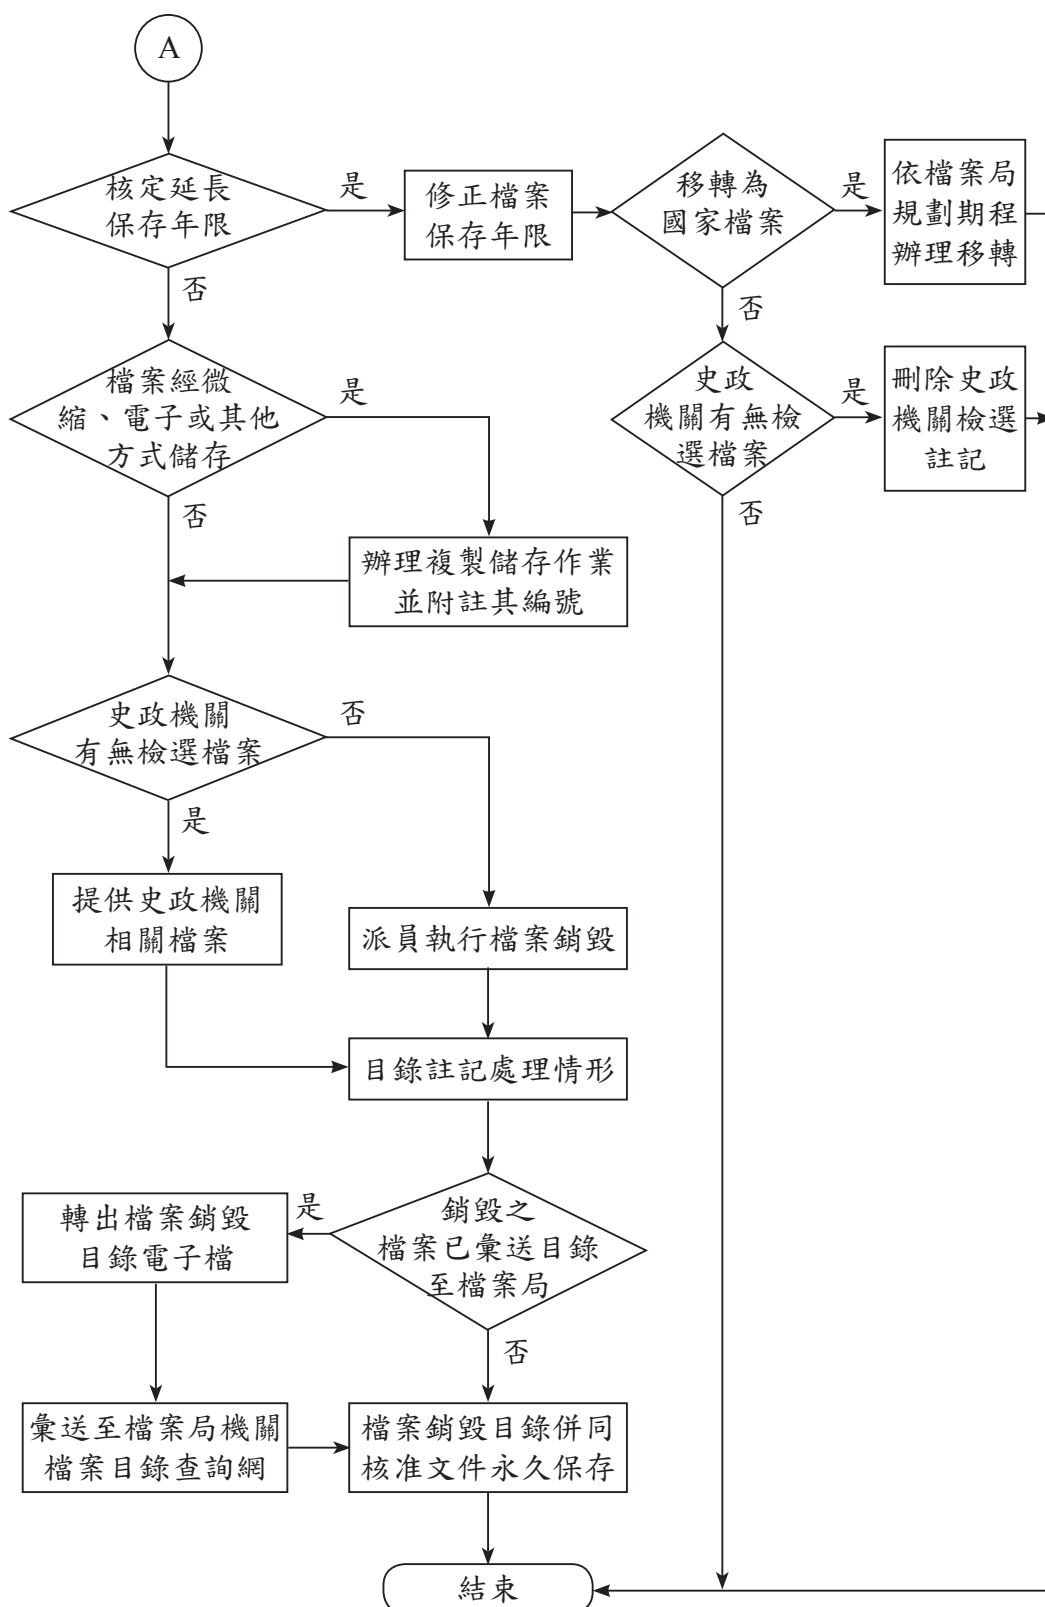 A
核定延長
保存年限
是
修正檔案
保存年限
移轉為
國家檔案
是
依檔案局
規劃期程
辦理移轉
否
否
檔案經微
縮、電子或其他
方式儲存
是
史政
機關有無檢
選檔案
是
刪除史政
機關檢選
註記
否
否
辦理複製儲存作業
並附註其編號
史政機關
有無檢選檔案
否
是
提供史政機關
相關檔案
派員執行檔案銷毀
目錄註記處理情形
銷毀之
檔案已彙送目錄
至檔案局
是
轉出檔案銷毀
目錄電子檔
否
彙送至檔案局機關
檔案目錄查詢網
檔案銷毀目錄併同
核准文件永久保存
結束